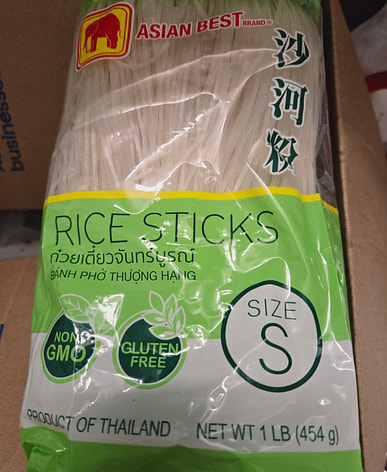 ASIAN BEST BRAND®
沙河粉
RICE STICKS
ก๋วยเตี๋ยวจันท์บูรณ์
BÁNH PHỞ THƯỢNG HẠNG
NON
GMO
GLUTEN
FREE
SIZE
S
PRODUCT OF THAILAND
NET WT 1 LB (454 g)
business